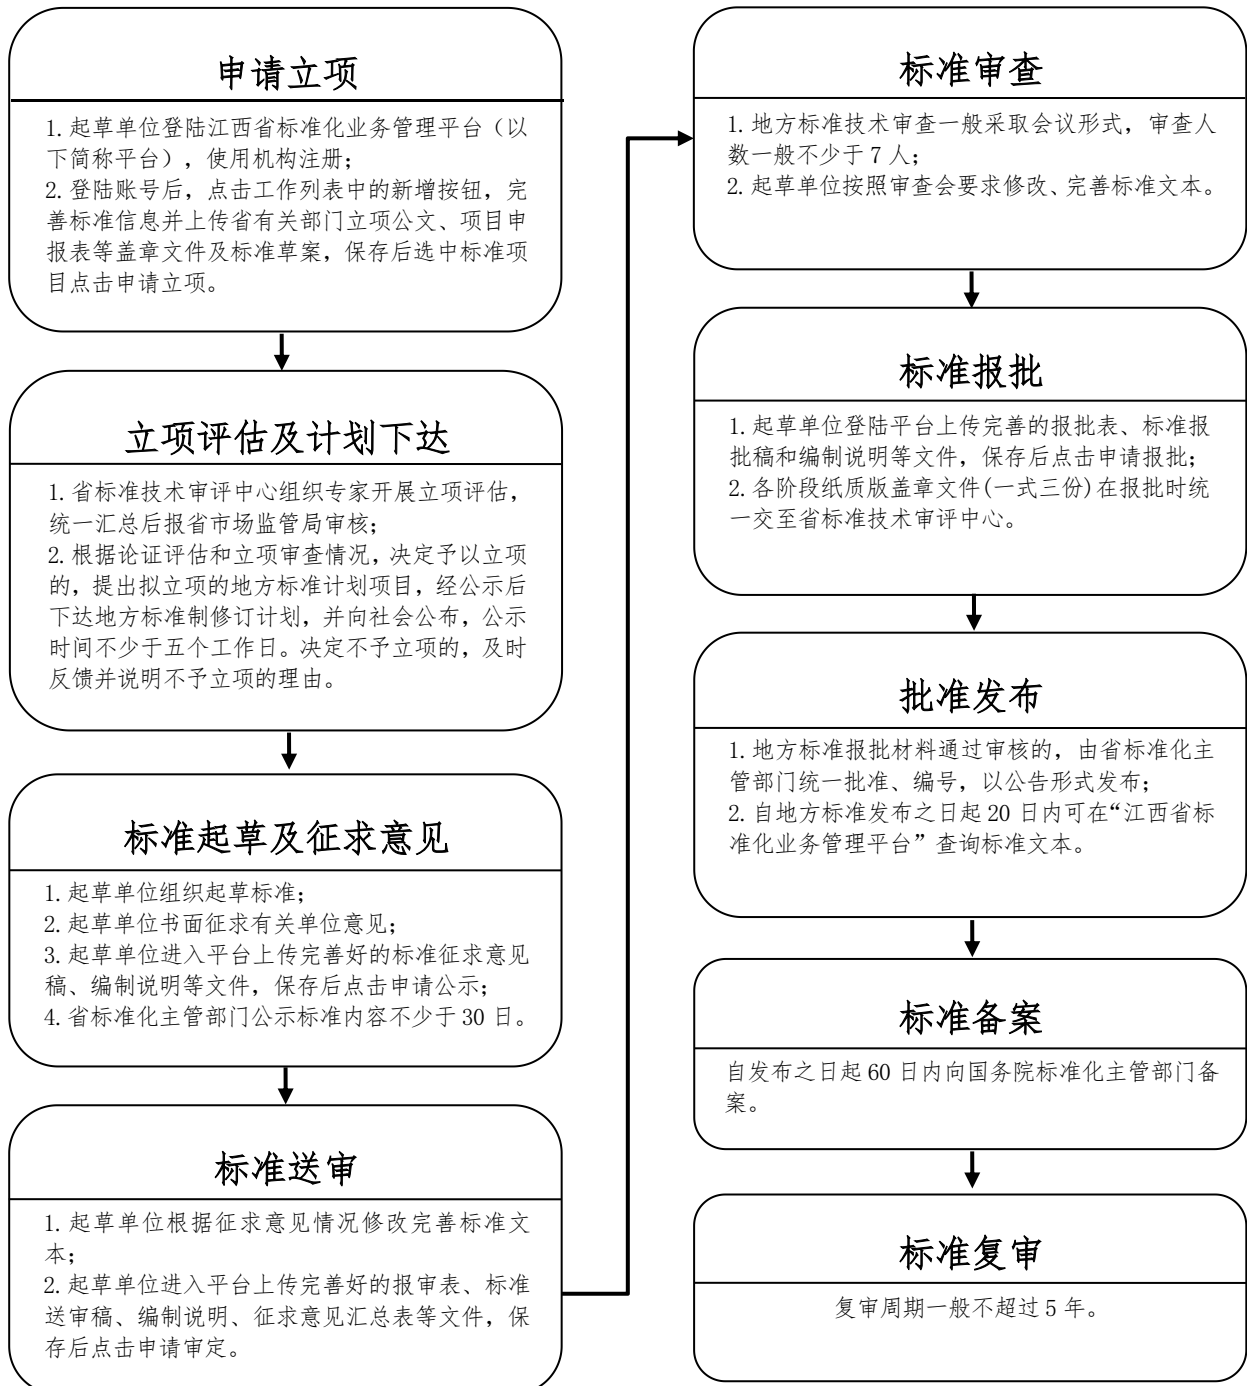 申请立项
1. 起草单位登陆江西省标准化业务管理平台（以
下简称平台），使用机构注册；
2. 登陆账号后，点击工作列表中的新增按钮，完
善标准信息并上传省有关部门立项公文、项目申
报表等盖章文件及标准草案，保存后选中标准项
目点击申请立项。
立项评估及计划下达
1. 省标准技术审评中心组织专家开展立项评估，
统一汇总后报省市场监管局审核；
2. 根据论证评估和立项审查情况，决定予以立项
的，提出拟立项的地方标准计划项目，经公示后
下达地方标准制修订计划，并向社会公布，公示
时间不少于五个工作日。决定不予立项的，及时
反馈并说明不予立项的理由。
标准起草及征求意见
1. 起草单位组织起草标准；
2. 起草单位书面征求有关单位意见；
3. 起草单位进入平台上传完善好的标准征求意见
稿、编制说明等文件，保存后点击申请公示；
4. 省标准化主管部门公示标准内容不少于 30 日。
标准送审
1. 起草单位根据征求意见情况修改完善标准文
本；
2. 起草单位进入平台上传完善好的报审表、标准
送审稿、编制说明、征求意见汇总表等文件，保
存后点击申请审定。
标准审查
1. 地方标准技术审查一般采取会议形式，审查人
数一般不少于 7 人；
2. 起草单位按照审查会要求修改、完善标准文本。
标准报批
1. 起草单位登陆平台上传完善的报批表、标准报
批稿和编制说明等文件，保存后点击申请报批；
2. 各阶段纸质版盖章文件(一式三份)在报批时统
一交至省标准技术审评中心。
批准发布
1. 地方标准报批材料通过审核的，由省标准化主
管部门统一批准、编号，以公告形式发布；
2. 自地方标准发布之日起 20 日内可在“江西省标
准化业务管理平台”查询标准文本。
标准备案
自发布之日起 60 日内向国务院标准化主管部门备
案。
标准复审
复审周期一般不超过 5 年。